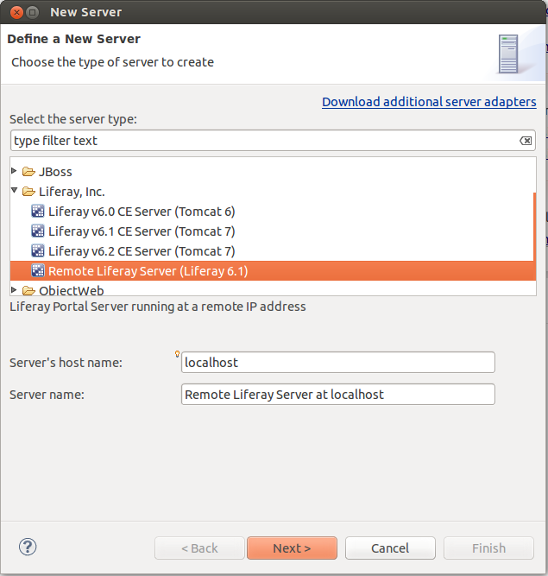 New Server
Define a New Server
Choose the type of server to create
Download additional server adapters
Select the server type:
type filter text
JBoss
Liferay, Inc.
Liferay v6.0 CE Server (Tomcat 6)
Liferay v6.1 CE Server (Tomcat 7)
Liferay v6.2 CE Server (Tomcat 7)
Remote Liferay Server (Liferay 6.1)
ObjectWeb
Liferay Portal Server running at a remote IP address
Server's host name: localhost
Server name: Remote Liferay Server at localhost
? < Back Next > Cancel Finish